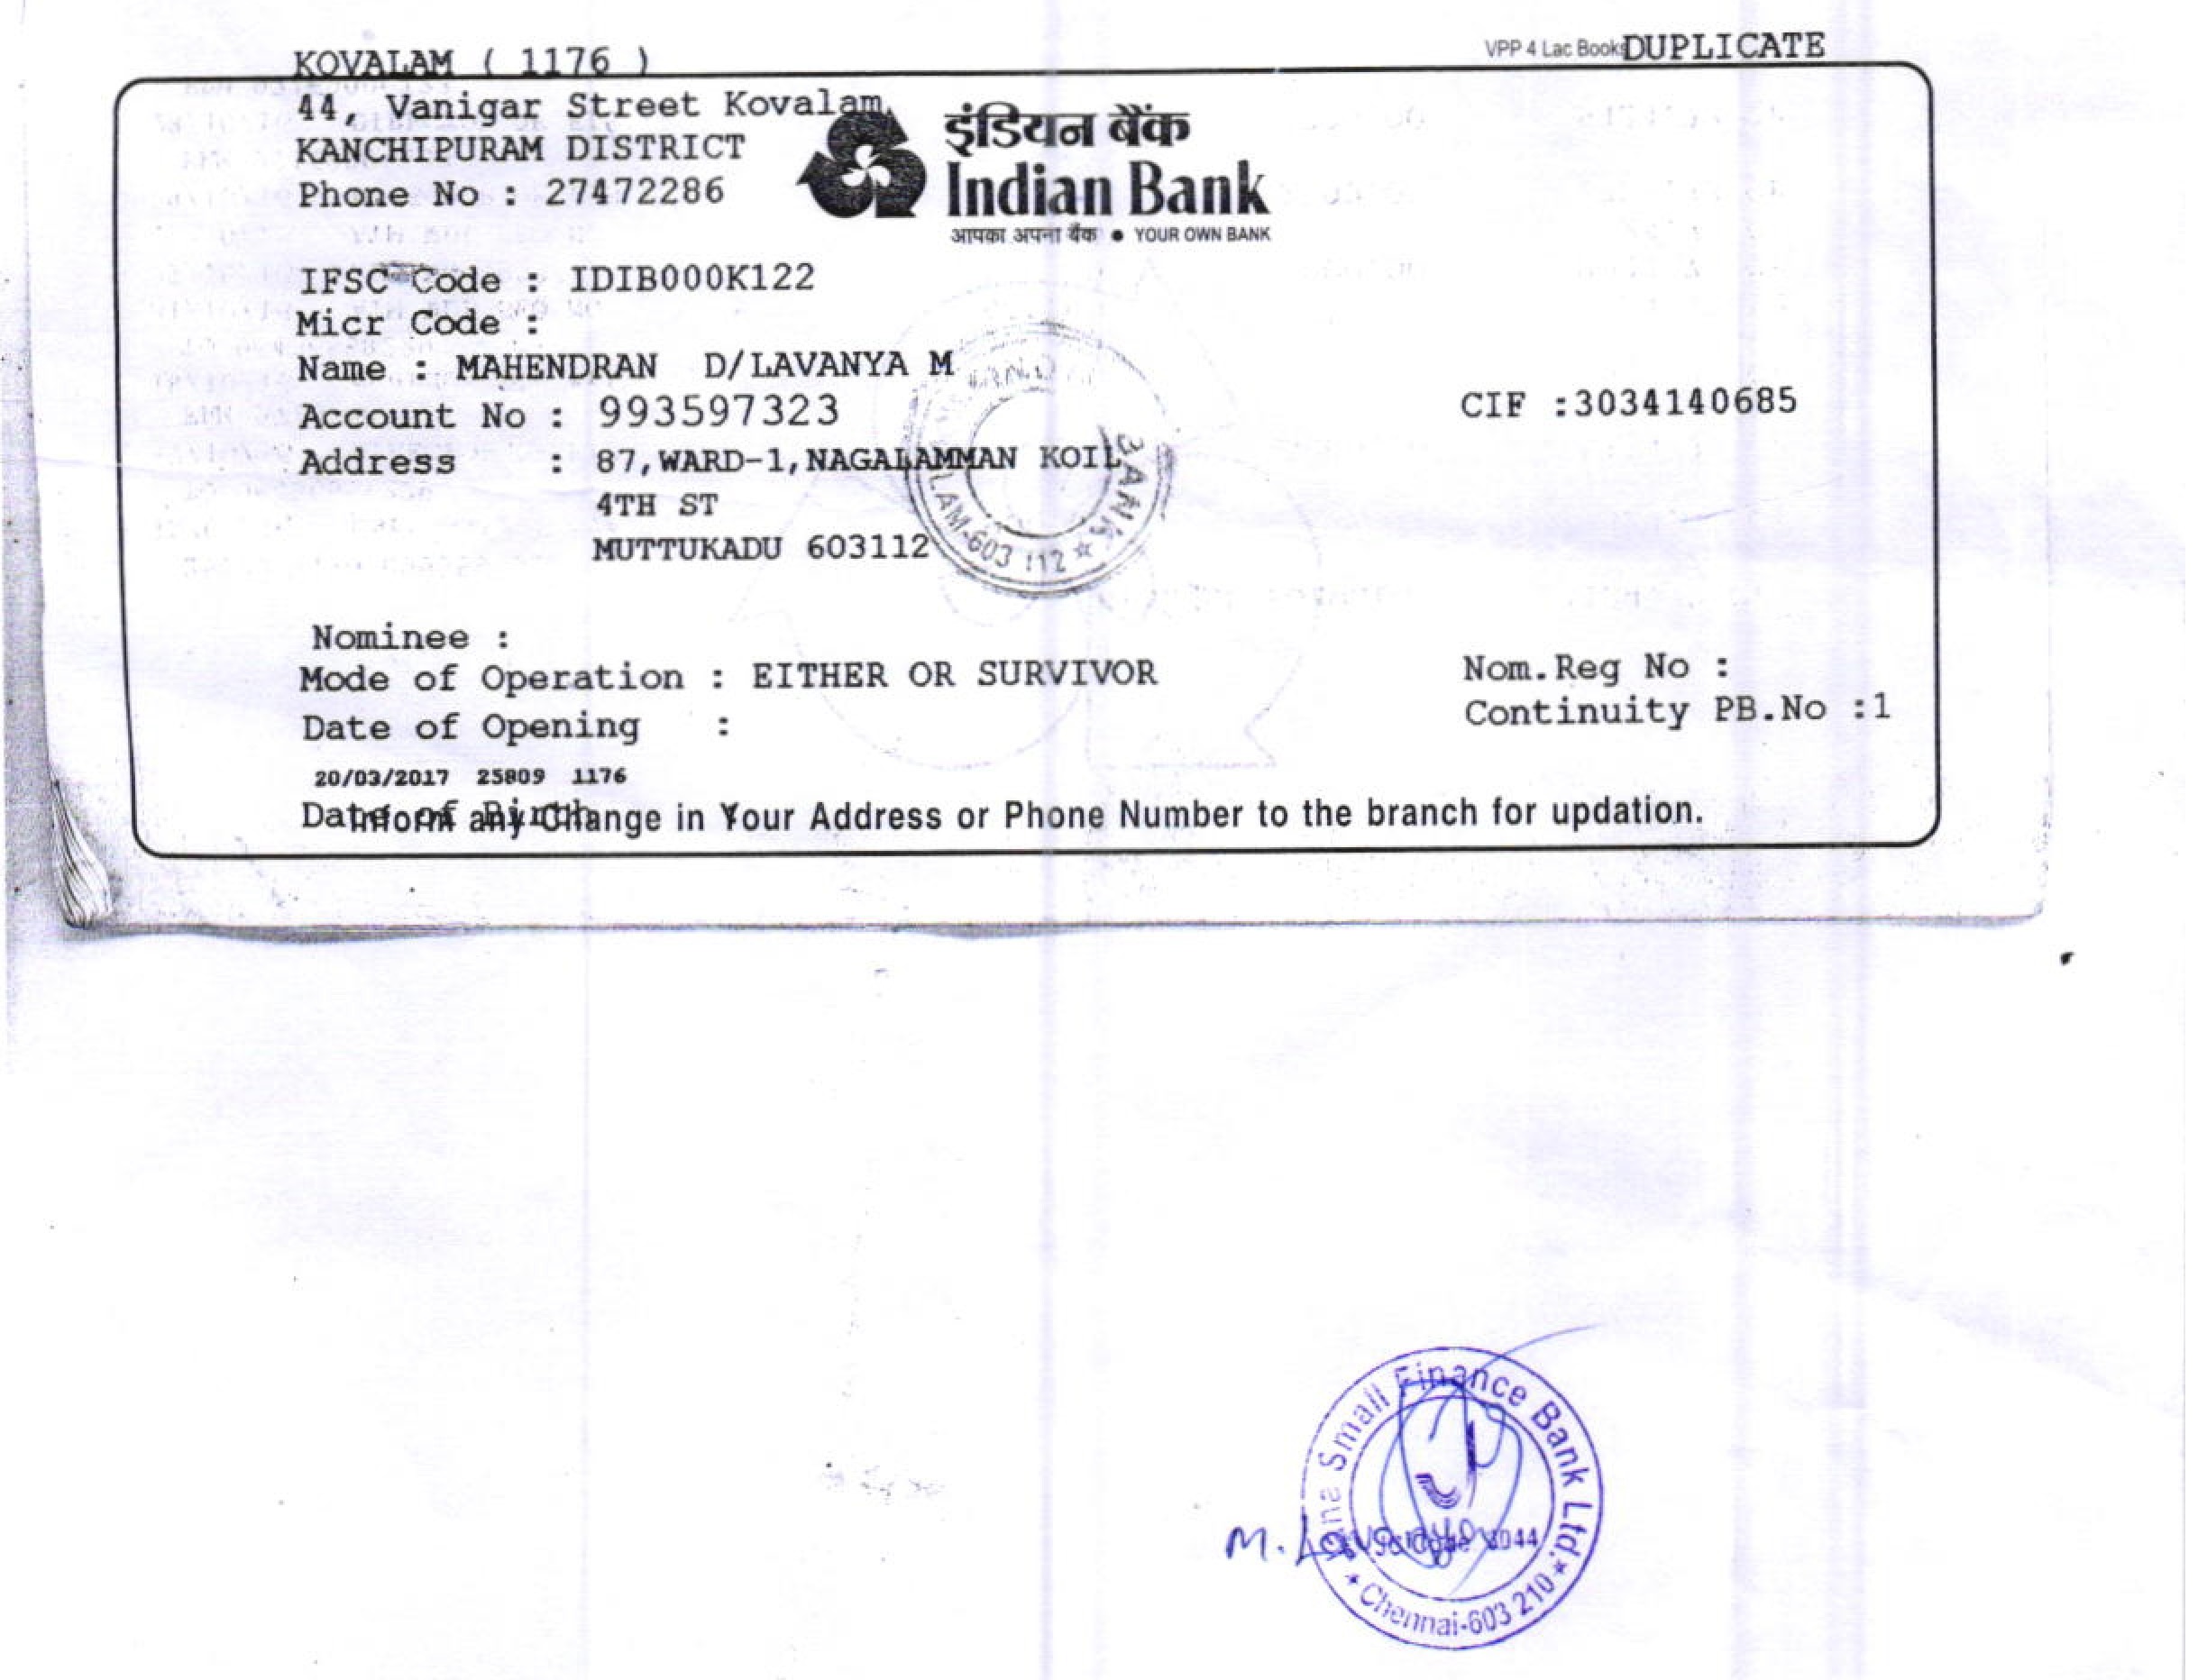 VPP 4 Lac Books DUPLICATE
KOVALAM ( 1176 )
44, Vanigar Street Kovalam,
KANCHIPURAM DISTRICT
Phone No : 27472286
इंडियन बैंक
Indian Bank
आपका अपना बैंक ● YOUR OWN BANK
IFSC Code : IDIB000K122
Micr Code :
Name : MAHENDRAN D/LAVANYA M
Account No : 993597323
CIF :3034140685
Address : 87,WARD-1,NAGALAMMAN KOIL
4TH ST
MUTTUKADU 603112
BANK
LAM-603 112 ★
Nominee :
Mode of Operation : EITHER OR SURVIVOR
Nom.Reg No :
Continuity PB.No :1
Date of Opening :
20/03/2017 25809 1176
Date of Birth :
Inform any Change in Your Address or Phone Number to the branch for updation.
Small Finance Bank Ltd.
M. Lavanya
★ Chennai-603 210 ★